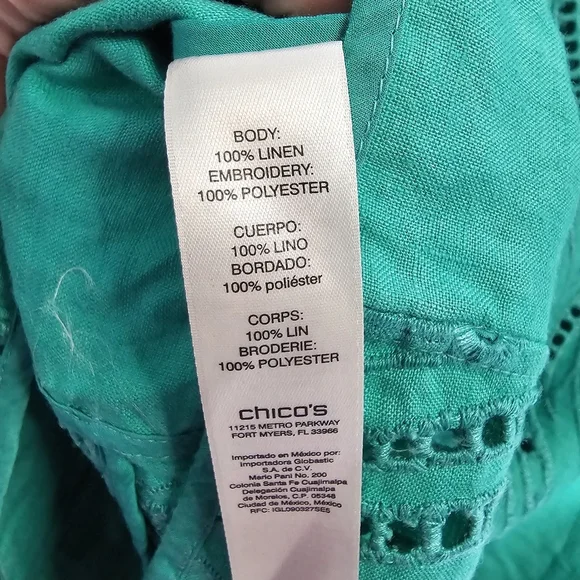 BODY:
100% LINEN
EMBROIDERY:
100% POLYESTER
CUERPO:
100% LINO
BORDADO:
100% poliéster
CORPS:
100% LIN
BRODERIE:
100% POLYESTER
chico's
11215 METRO PARKWAY
FORT MYERS, FL 33966
Importado en México por:
Importadora Globastic
S.A. de C.V.
Mario Pani No. 200
Colonia Santa Fe Cuajimalpa
Delegación Cuajimalpa
de Morelos, C.P. 05348
Ciudad de México, México
RFC: IGL090327SE5